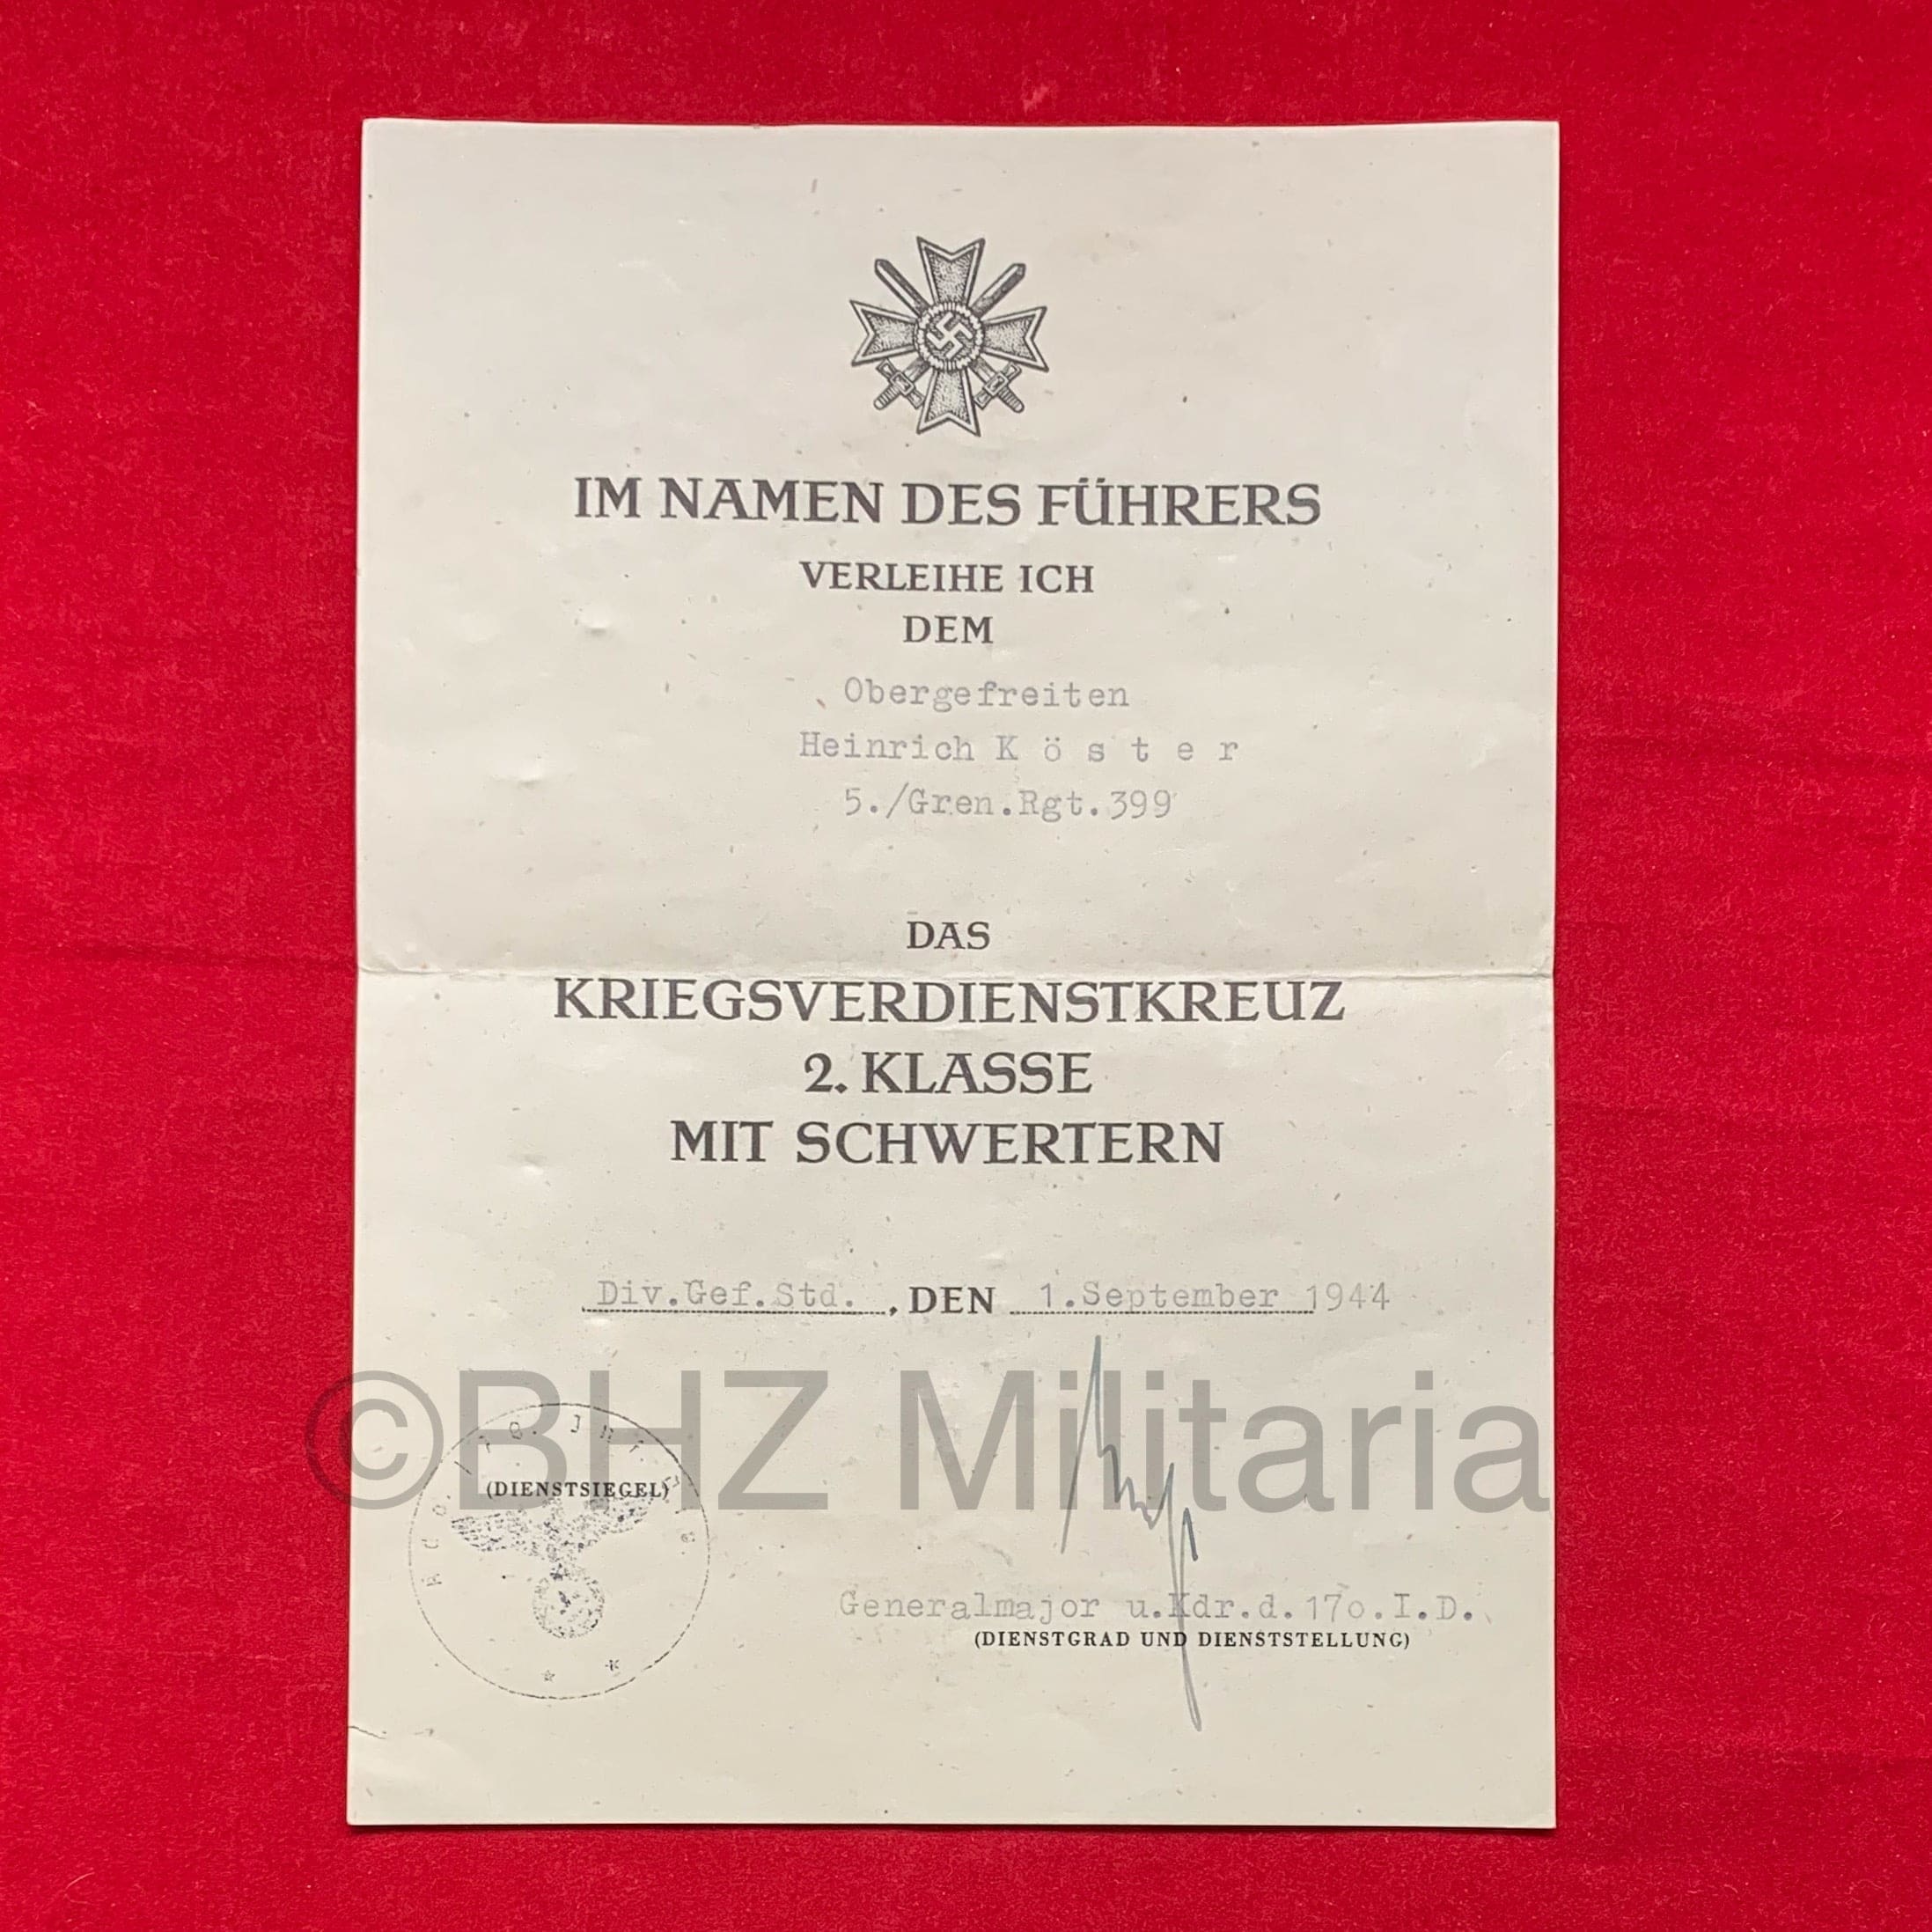 IM NAMEN DES FÜHRERS
VERLEIHE ICH
DEM
Obergefreiten
Heinrich K ö s t e r
5./Gren.Rgt.399
DAS
KRIEGSVERDIENSTKREUZ
2. KLASSE
MIT SCHWERTERN
Div.Gef.Std. , DEN 1.September 1944
©BHZ Militaria
(DIENSTSIEGEL)
Generalmajor u.Kdr.d.17o.I.D.
(DIENSTGRAD UND DIENSTSTELLUNG)